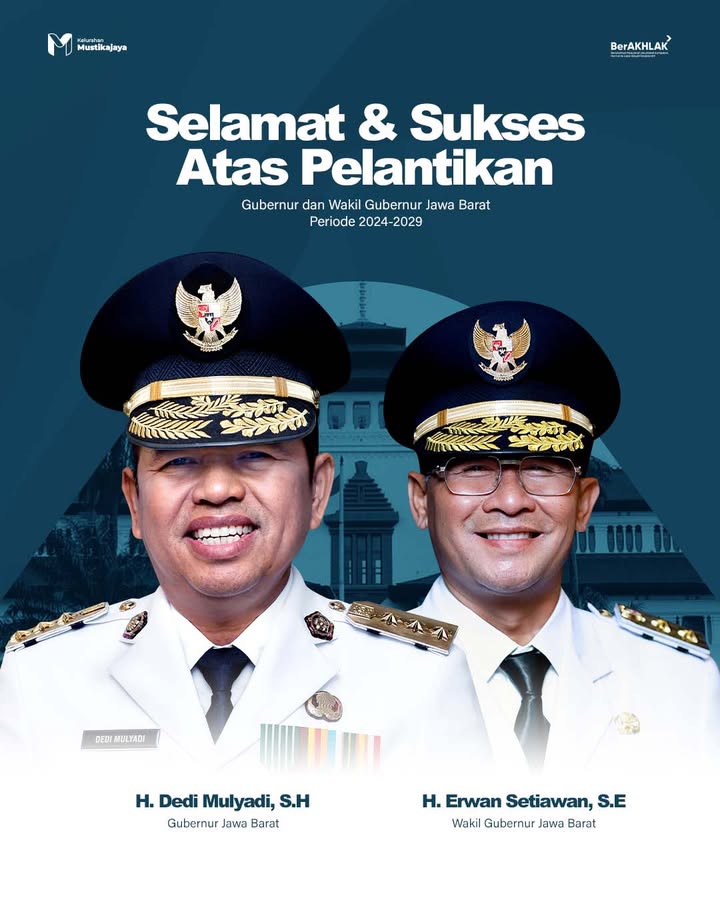 Kelurahan
Mustikajaya
BerAKHLAK
Selamat & Sukses
Atas Pelantikan
Gubernur dan Wakil Gubernur Jawa Barat
Periode 2024-2029
DEDI MULYADI
H. Dedi Mulyadi, S.H
Gubernur Jawa Barat
H. Erwan Setiawan, S.E
Wakil Gubernur Jawa Barat